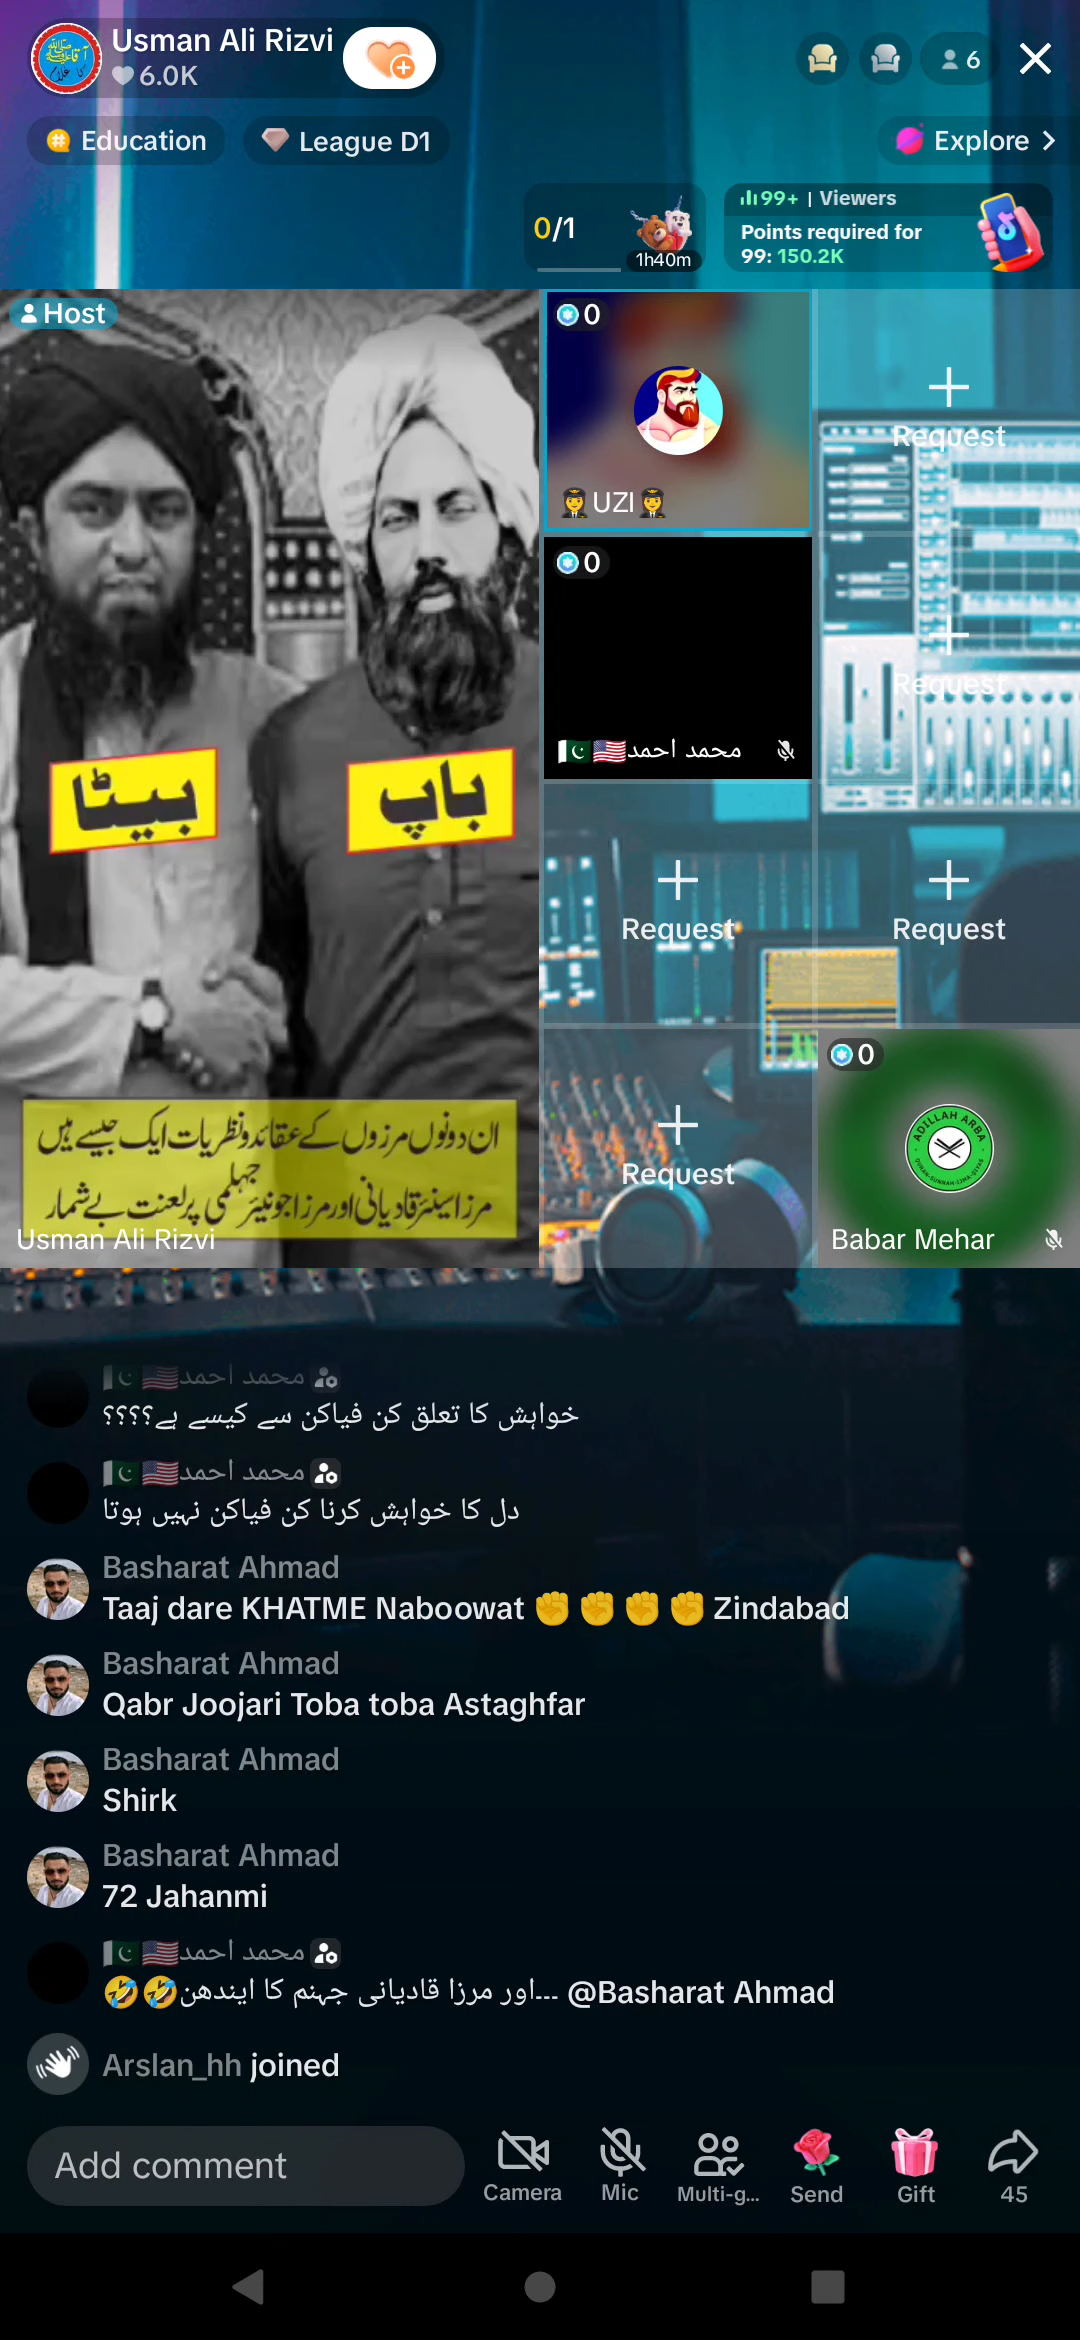 Usman Ali Rizvi
6.0K
6
Education
League D1
Explore
0/1
1h40m
99+ | Viewers
Points required for
99: 150.2K
Host
0
UZI
Request
0
محمد احمد
Request
بیٹا
باپ
Request
Request
Request
0
ADILLAH ARBA
Babar Mehar
ان دونوں مرزوں کے عقائد و نظریات ایک جیسے ہیں
مرزا سینئر قادیانی اور مرزا جونیئر جہلمی پر لعنت بے شمار
Usman Ali Rizvi
محمد احمد
خواہش کا تعلق کن فیاکن سے کیسے ہے؟؟؟؟
محمد احمد
دل کا خواہش کرنا کن فیاکن نہیں ہوتا
Basharat Ahmad
Taaj dare KHATME Naboowat ✊✊✊✊ Zindabad
Basharat Ahmad
Qabr Joojari Toba toba Astaghfar
Basharat Ahmad
Shirk
Basharat Ahmad
72 Jahanmi
محمد احمد
@Basharat Ahmad ---اور مرزا قادیانی جہنم کا ایندھن🤣🤣
Arslan_hh joined
Add comment
Camera
Mic
Multi-g...
Send
Gift
45